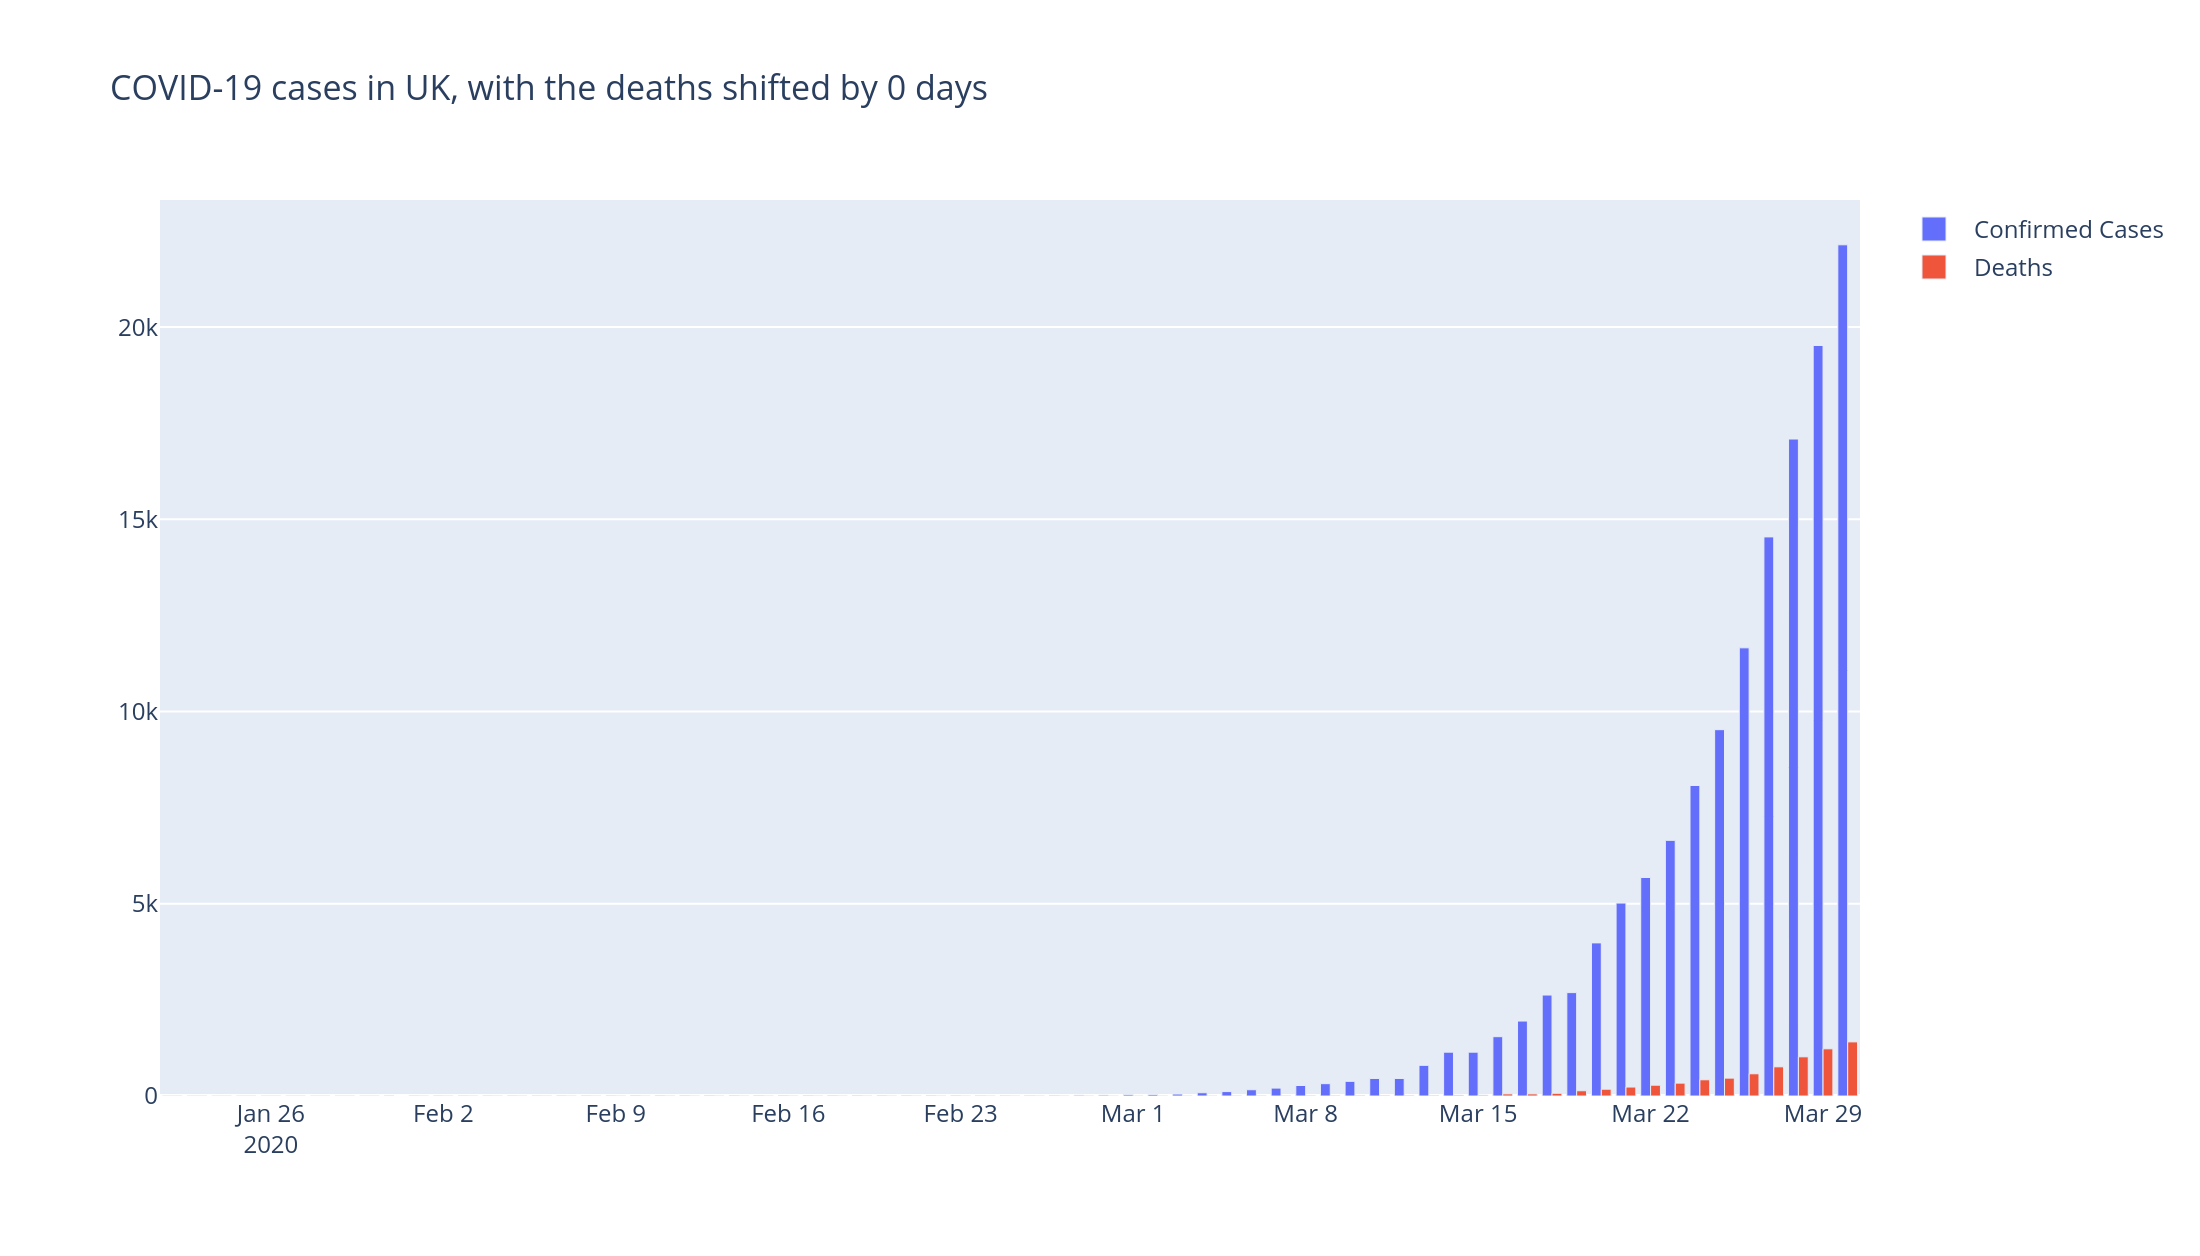 COVID-19 cases in UK, with the deaths shifted by 0 days
Confirmed Cases
Deaths
20k
15k
10k
5k
0
Jan 26 Feb 2 Feb 9 Feb 16 Feb 23 Mar 1 Mar 8 Mar 15 Mar 22 Mar 29
2020